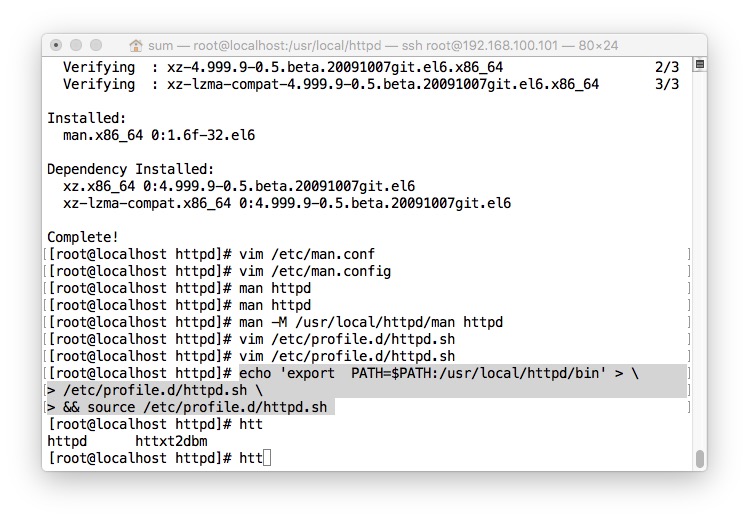 sum — root@localhost:/usr/local/httpd — ssh root@192.168.100.101 — 80×24
  Verifying  : xz-4.999.9-0.5.beta.20091007git.el6.x86_64                  2/3
  Verifying  : xz-lzma-compat-4.999.9-0.5.beta.20091007git.el6.x86_64      3/3
Installed:
  man.x86_64 0:1.6f-32.el6
Dependency Installed:
  xz.x86_64 0:4.999.9-0.5.beta.20091007git.el6
  xz-lzma-compat.x86_64 0:4.999.9-0.5.beta.20091007git.el6
Complete!
[[root@localhost httpd]# vim /etc/man.conf ]
[[root@localhost httpd]# vim /etc/man.config ]
[[root@localhost httpd]# man httpd ]
[[root@localhost httpd]# man httpd ]
[[root@localhost httpd]# man -M /usr/local/httpd/man httpd ]
[[root@localhost httpd]# vim /etc/profile.d/httpd.sh ]
[[root@localhost httpd]# vim /etc/profile.d/httpd.sh ]
[[root@localhost httpd]# echo 'export  PATH=$PATH:/usr/local/httpd/bin' > \ ]
[> /etc/profile.d/httpd.sh \ ]
[> && source /etc/profile.d/httpd.sh ]
[root@localhost httpd]# htt
httpd      httxt2dbm
[root@localhost httpd]# htt